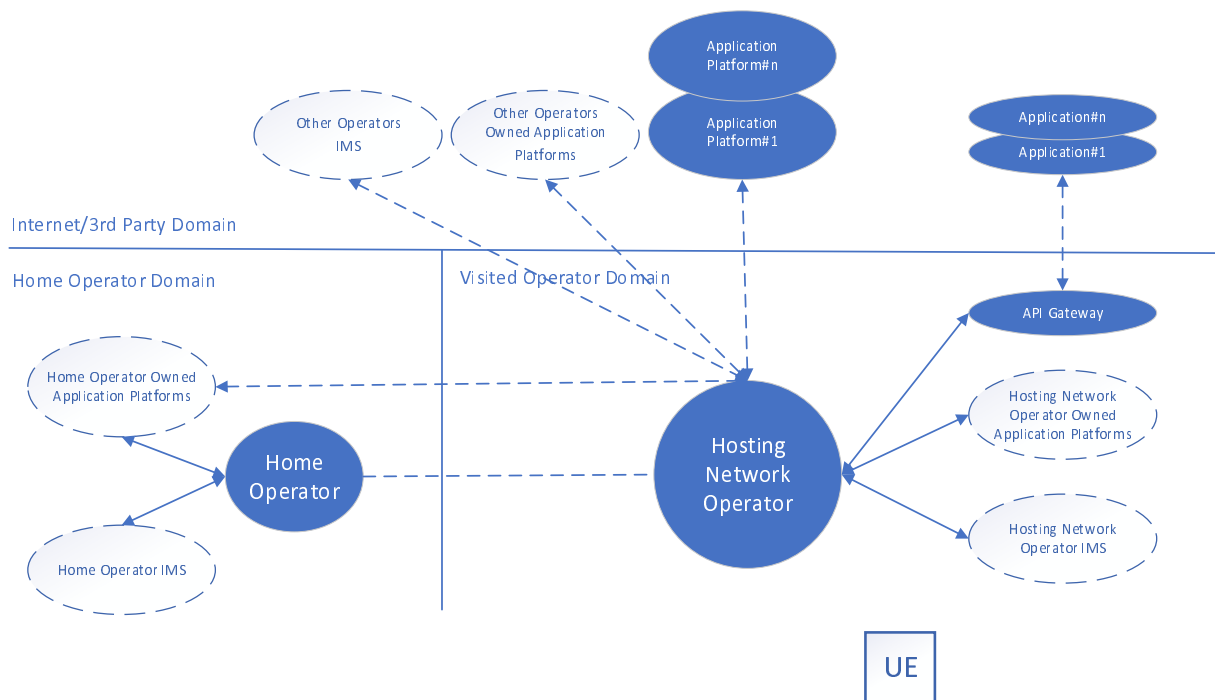 Application
Platform#n
Other Operators
IMS
Other Operators
Owned Application
Platforms
Application
Platform#1
Application#n
Application#1
Internet/3rd Party Domain
Home Operator Domain
Visited Operator Domain
API Gateway
Home Operator Owned
Application Platforms
Hosting Network
Operator Owned
Application Platforms
Home
Operator
Hosting
Network
Operator
Hosting Network
Operator IMS
Home Operator IMS
UE